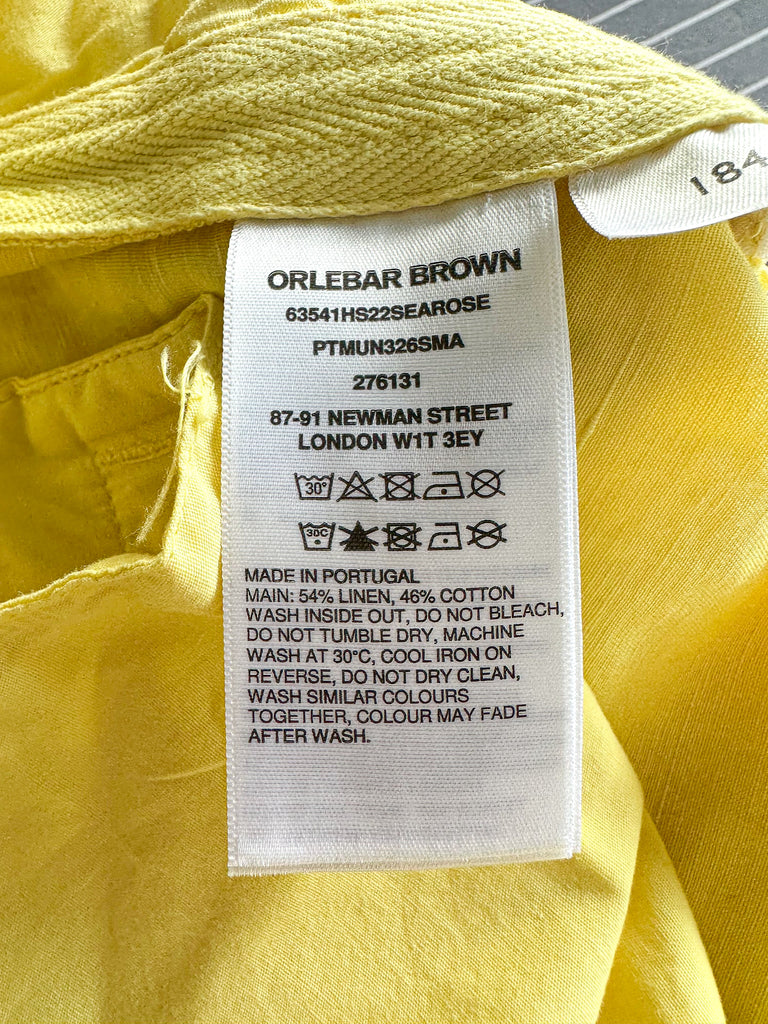 184
ORLEBAR BROWN
63541HS22SEAROSE
PTMUN326SMA
276131
87-91 NEWMAN STREET
LONDON W1T 3EY
30°
30C
MADE IN PORTUGAL
MAIN: 54% LINEN, 46% COTTON
WASH INSIDE OUT, DO NOT BLEACH,
DO NOT TUMBLE DRY, MACHINE
WASH AT 30°C, COOL IRON ON
REVERSE, DO NOT DRY CLEAN,
WASH SIMILAR COLOURS
TOGETHER, COLOUR MAY FADE
AFTER WASH.